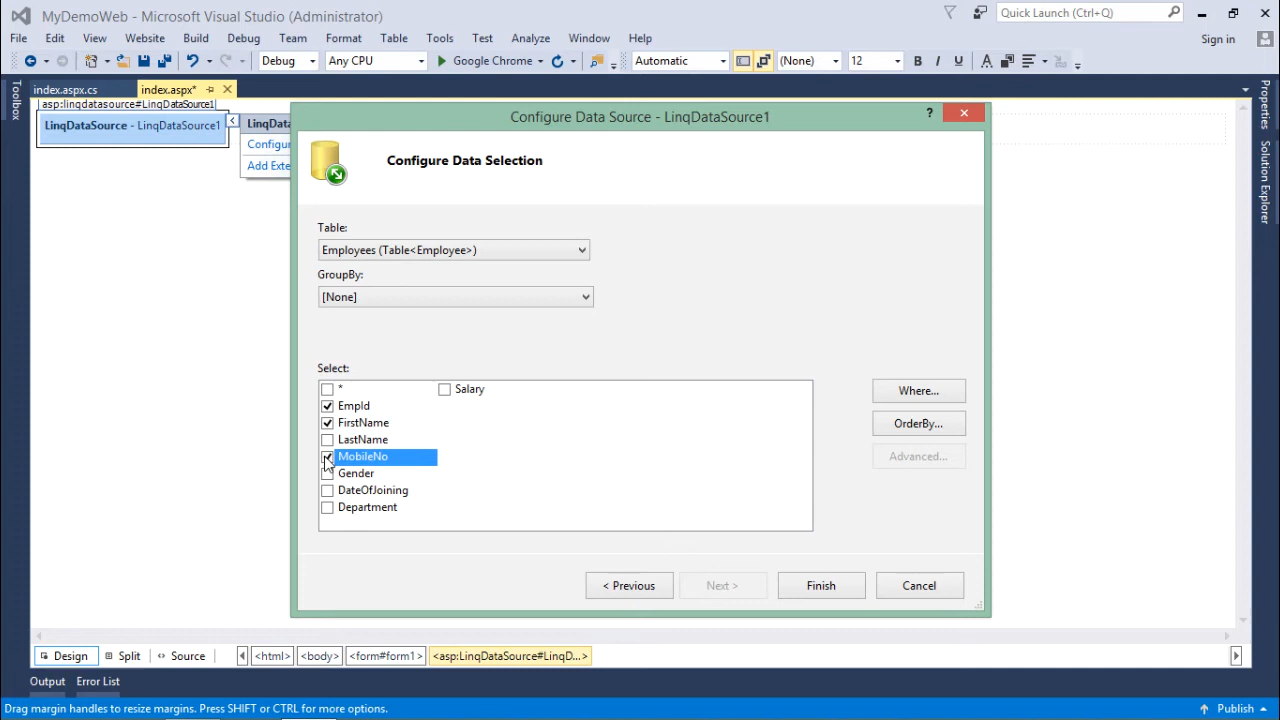 MyDemoWeb - Microsoft Visual Studio (Administrator)
Quick Launch (Ctrl+Q)
File Edit View Website Build Debug Team Format Table Tools Test Analyze Window Help
Sign in
Debug Any CPU Google Chrome Automatic (None) 12 B I U A
Toolbox
index.aspx.cs index.aspx*
Properties
Solution Explorer
asp:linqdatasource#LinqDataSource1
LinqDataSource - LinqDataSource1
LinqData
Configur
Add Exte
Configure Data Source - LinqDataSource1
?
Configure Data Selection
Table:
Employees (Table<Employee>)
GroupBy:
[None]
Select:
* Salary
EmpId
FirstName
LastName
MobileNo
Gender
DateOfJoining
Department
Where...
OrderBy...
Advanced...
< Previous Next > Finish Cancel
Design Split Source <html> <body> <form#form1> <asp:LinqDataSource#LinqD...>
Output Error List
Drag margin handles to resize margins. Press SHIFT or CTRL for more options. Publish